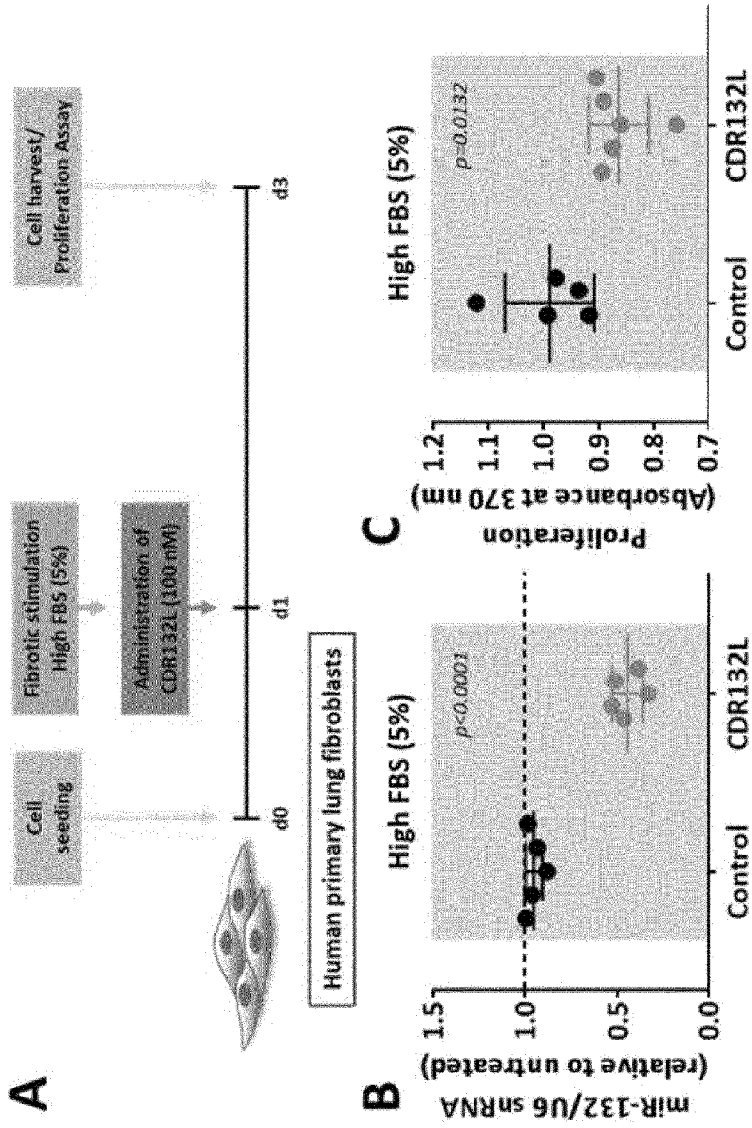 A
Cell
seeding
Fibrotic stimulation
High FBS (5%)
Administration of
CDR132L (100 nM)
Cell harvest/
Proliferation Assay
d0
d1
d3
Human primary lung fibroblasts
B
High FBS (5%)
p<0.0001
miR-132/U6 snRNA
(relative to untreated)
1.5
1.0
0.5
0.0
Control
CDR132L
C
High FBS (5%)
p=0.0132
Proliferation
(Absorbance at 370 nm)
1.2
1.1
1.0
0.9
0.8
0.7
Control
CDR132L